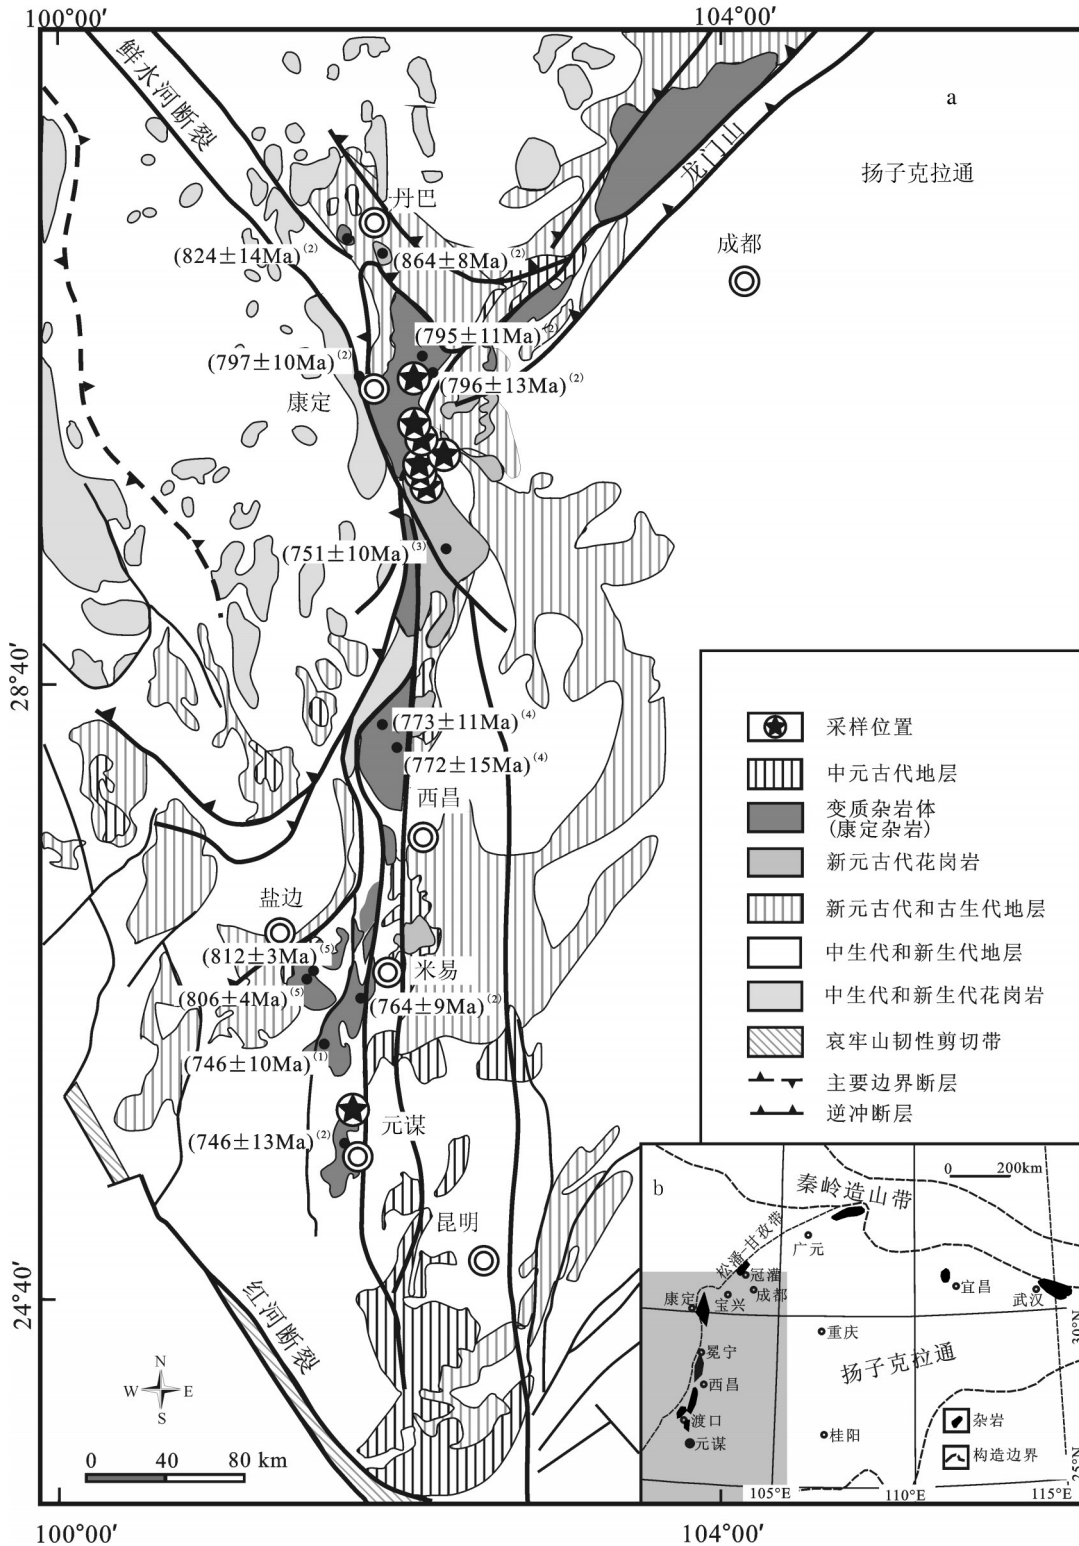 100°00′
104°00′
鲜水河断裂
a
龙门山
扬子克拉通
丹巴
(824±14Ma)(2)
(864±8Ma)(2)
成都
(795±11Ma)(2)
(797±10Ma)(2)
(796±13Ma)(2)
康定
(751±10Ma)(3)
28°40′
(773±11Ma)(4)
(772±15Ma)(4)
西昌
盐边
(812±3Ma)(5)
米易
(806±4Ma)(5)
(764±9Ma)(2)
(746±10Ma)(1)
元谋
(746±13Ma)(2)
昆明
24°40′
红河断裂
N
W E
S
0 40 80 km
100°00′
104°00′
采样位置
中元古代地层
变质杂岩体
(康定杂岩)
新元古代花岗岩
新元古代和古生代地层
中生代和新生代地层
中生代和新生代花岗岩
哀牢山韧性剪切带
主要边界断层
逆冲断层
b
0 200km
秦岭造山带
松潘-甘孜带
广元
冠灌
成都
宝兴
康定
宜昌
武汉
30°N
重庆
扬子克拉通
冕宁
西昌
渡口
元谋
桂阳
杂岩
构造边界
25°N
105°E
110°E
115°E